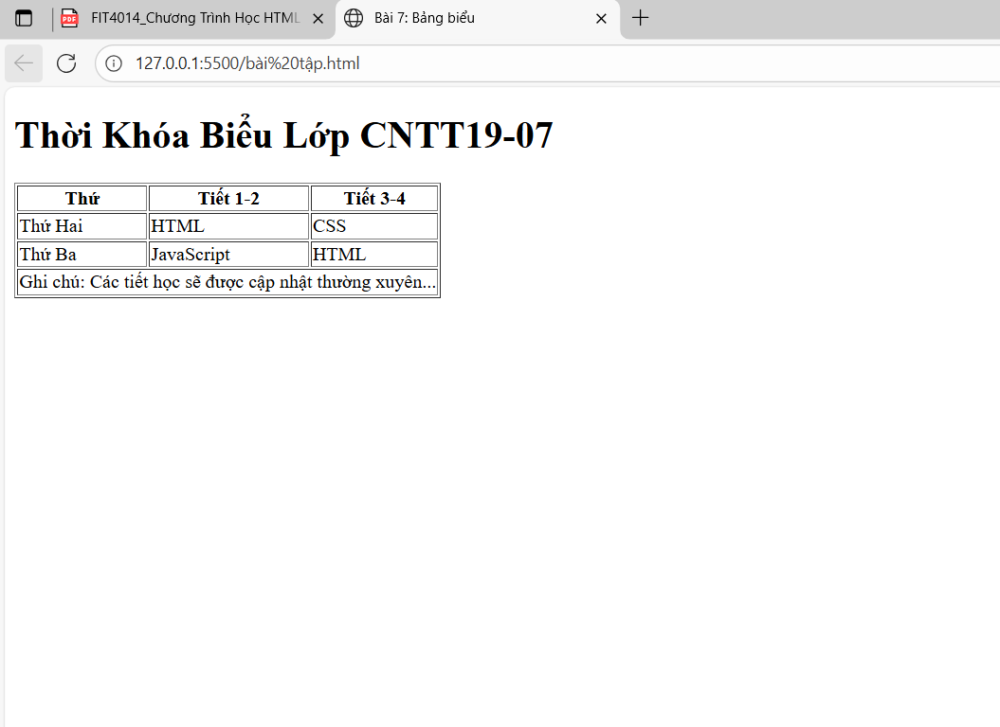 PDF FIT4014_Chương Trình Học HTML
Bài 7: Bảng biểu
127.0.0.1:5500/bài%20tập.html
Thời Khóa Biểu Lớp CNTT19-07
Thứ Tiết 1-2 Tiết 3-4
Thứ Hai HTML CSS
Thứ Ba JavaScript HTML
Ghi chú: Các tiết học sẽ được cập nhật thường xuyên...